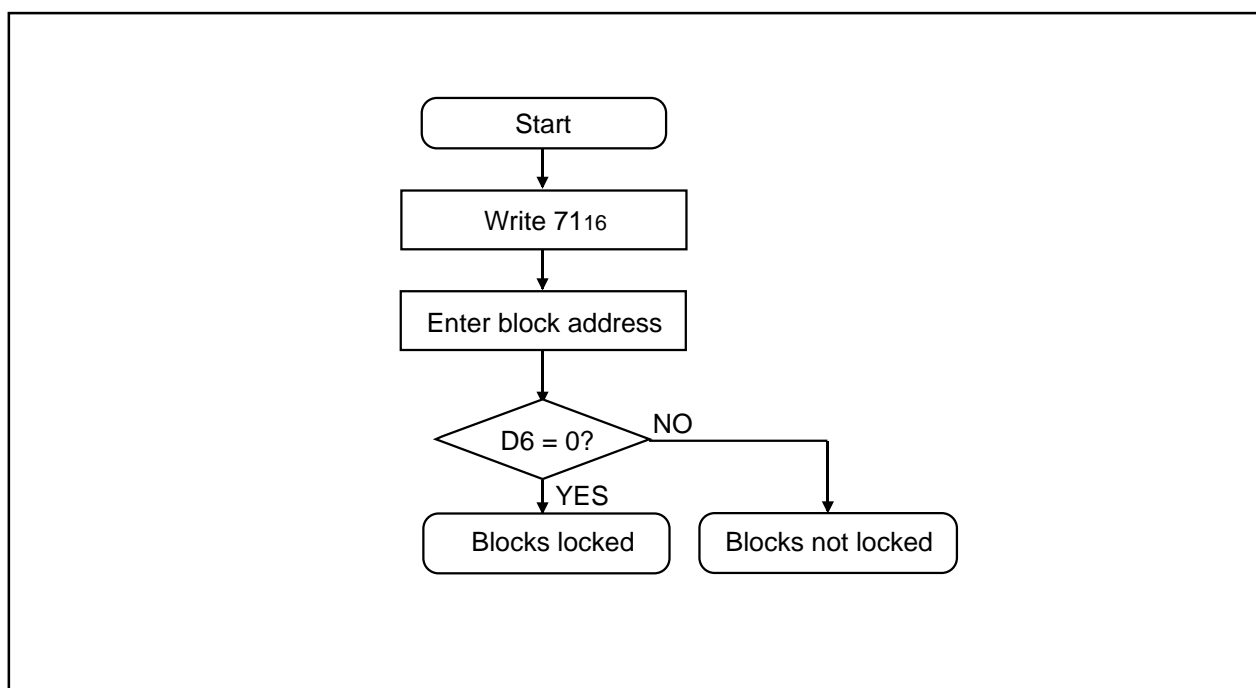 Start
Write 7116
Enter block address
D6 = 0?
NO
YES
Blocks locked
Blocks not locked